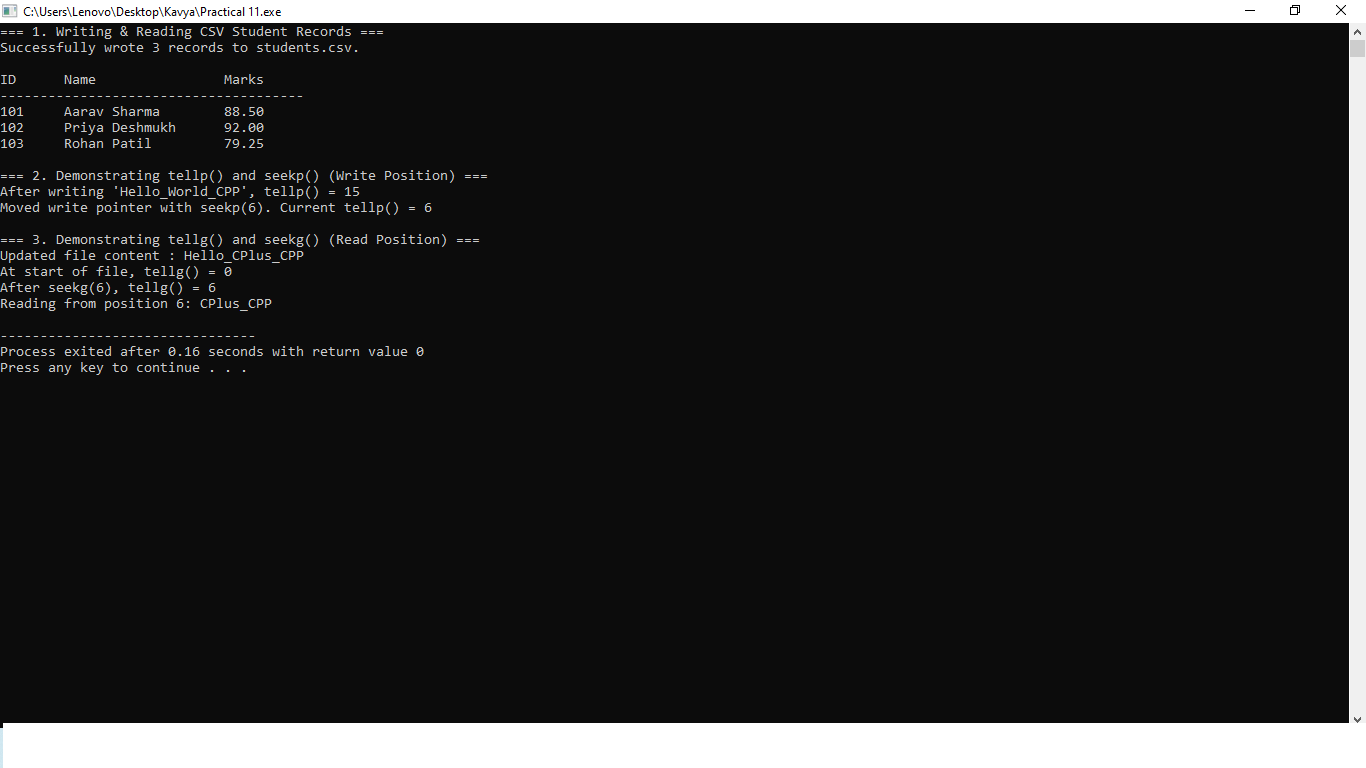 C:\Users\Lenovo\Desktop\Kavya\Practical 11.exe
=== 1. Writing & Reading CSV Student Records ===
Successfully wrote 3 records to students.csv.
ID      Name                Marks
--------------------------------------
101     Aarav Sharma        88.50
102     Priya Deshmukh      92.00
103     Rohan Patil         79.25
=== 2. Demonstrating tellp() and seekp() (Write Position) ===
After writing 'Hello_World_CPP', tellp() = 15
Moved write pointer with seekp(6). Current tellp() = 6
=== 3. Demonstrating tellg() and seekg() (Read Position) ===
Updated file content : Hello_CPlus_CPP
At start of file, tellg() = 0
After seekg(6), tellg() = 6
Reading from position 6: CPlus_CPP
--------------------------------
Process exited after 0.16 seconds with return value 0
Press any key to continue . . .